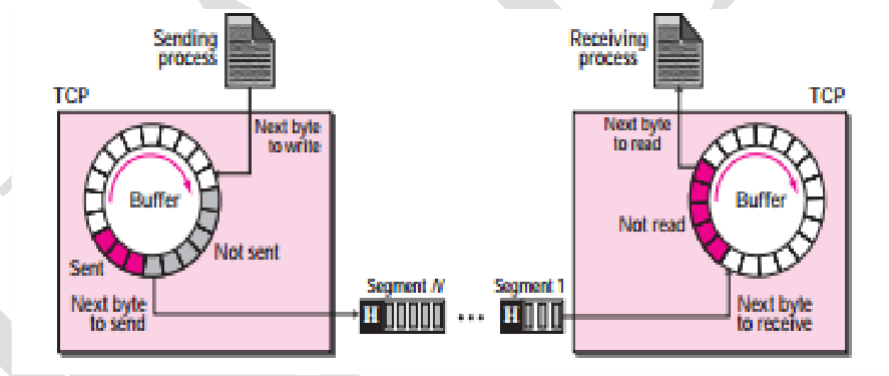 Sending
process
Receiving
process
TCP
TCP
Next byte
to write
Next byte
to read
Buffer
Buffer
Not read
Not sent
Sent
Segment N
Segment 1
Next byte
to send
H
...
H
Next byte
to receive